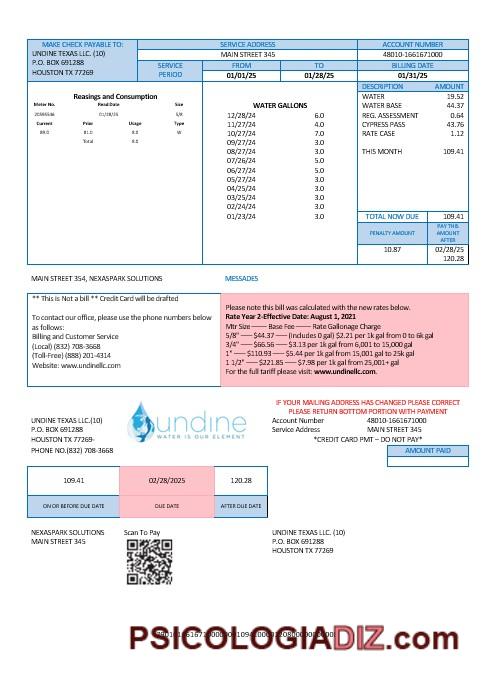 MAKE CHECK PAYABLE TO:
UNDINE TEXAS LLC. (10)
P.O. BOX 691288
HOUSTON TX 77269
SERVICE ADDRESS
MAIN STREET 345
ACCOUNT NUMBER
48010-1661671000
SERVICE PERIOD
FROM
TO
01/01/25
01/28/25
BILLING DATE
01/31/25
Reasings and Consumption
Meter No. Read Date Size
01/28/25 5/8
Current Prior Usage Type
89.0 81.0 9.0 W
Total 9.0
WATER GALLONS
12/28/24 6.0
11/27/24 4.0
10/27/24 7.0
09/27/24 3.0
08/27/24 3.0
07/26/24 5.0
05/27/24 6.0
05/27/24 3.0
04/25/24 3.0
03/25/24 3.0
02/24/24 3.0
01/23/24 3.0
DESCRIPTION AMOUNT
WATER 19.52
WATER BASE 44.37
REG. ASSESSMENT 0.64
CYPRESS PASS 43.76
RATE CASE 1.12
THIS MONTH 109.41
TOTAL NOW DUE 109.41
PENALTY AMOUNT
PAY THIS AMOUNT AFTER
10.87
02/28/25
120.28
MAIN STREET 354, NEXASPARK SOLUTIONS
MESSADES
** This is Not a bill ** Credit Card will be drafted
To contact our office, please use the phone numbers below
as follows:
Billing and Customer Service
(Local) (832) 708-3668
(Toll-Free) (888) 201-4314
Website: www.undinellc.com
Please note this bill was calculated with the new rates below.
Rate Year 2-Effective Date: August 1, 2021
Mtr Size —— Base Fee —— Rate Gallonage Charge
5/8" —— $44.37 —— (includes 0 gal) $2.21 per 1k gal from 0 to 6k gal
3/4" —— $66.56 —— $3.13 per 1k gal from 6,001 to 15,000 gal
1" —— $110.93 ——$5.44 per 1k gal from 15,001 gal to 25k gal
1 1/2" —— $221.85 —— $7.98 per 1k gal from 25,001+ gal
For the full tariff please visit: www.undinellc.com.
UNDINE TEXAS LLC.(10)
P.O. BOX 691288
HOUSTON TX 77269-
PHONE NO.(832) 708-3668
undine
WATER IS OUR ELEMENT
IF YOUR MAILING ADDRESS HAS CHANGED PLEASE CORRECT
PLEASE RETURN BOTTOM PORTION WITH PAYMENT
Account Number 48010-1661671000
Service Address MAIN STREET 345
*CREDIT CARD PMT – DO NOT PAY*
AMOUNT PAID
109.41 02/28/2025 120.28
ON OR BEFORE DUE DATE DUE DATE AFTER DUE DATE
NEXASPARK SOLUTIONS
MAIN STREET 345
Scan To Pay
UNDINE TEXAS LLC. (10)
P.O. BOX 691288
HOUSTON TX 77269
PSICOLOGIADIZ.com